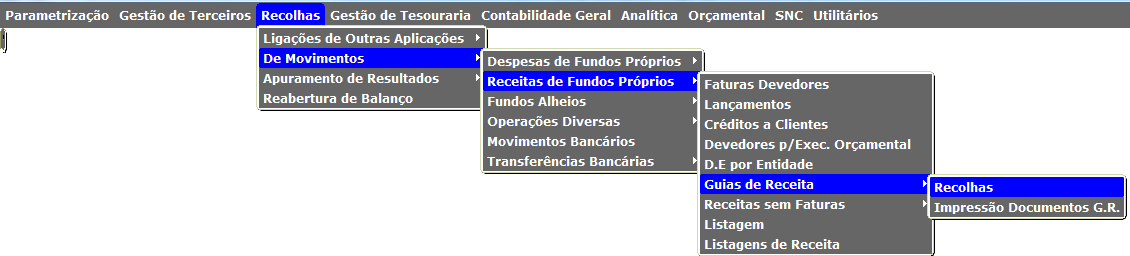 Parametrização Gestão de Terceiros Recolhas Gestão de Tesouraria Contabilidade Geral Analítica Orçamental SNC Utilitários
Ligações de Outras Aplicações
De Movimentos
Apuramento de Resultados
Reabertura de Balanço
Despesas de Fundos Próprios
Receitas de Fundos Próprios
Fundos Alheios
Operações Diversas
Movimentos Bancários
Transferências Bancárias
Faturas Devedores
Lançamentos
Créditos a Clientes
Devedores p/Exec. Orçamental
D.E por Entidade
Guias de Receita
Receitas sem Faturas
Listagem
Listagens de Receita
Recolhas
Impressão Documentos G.R.